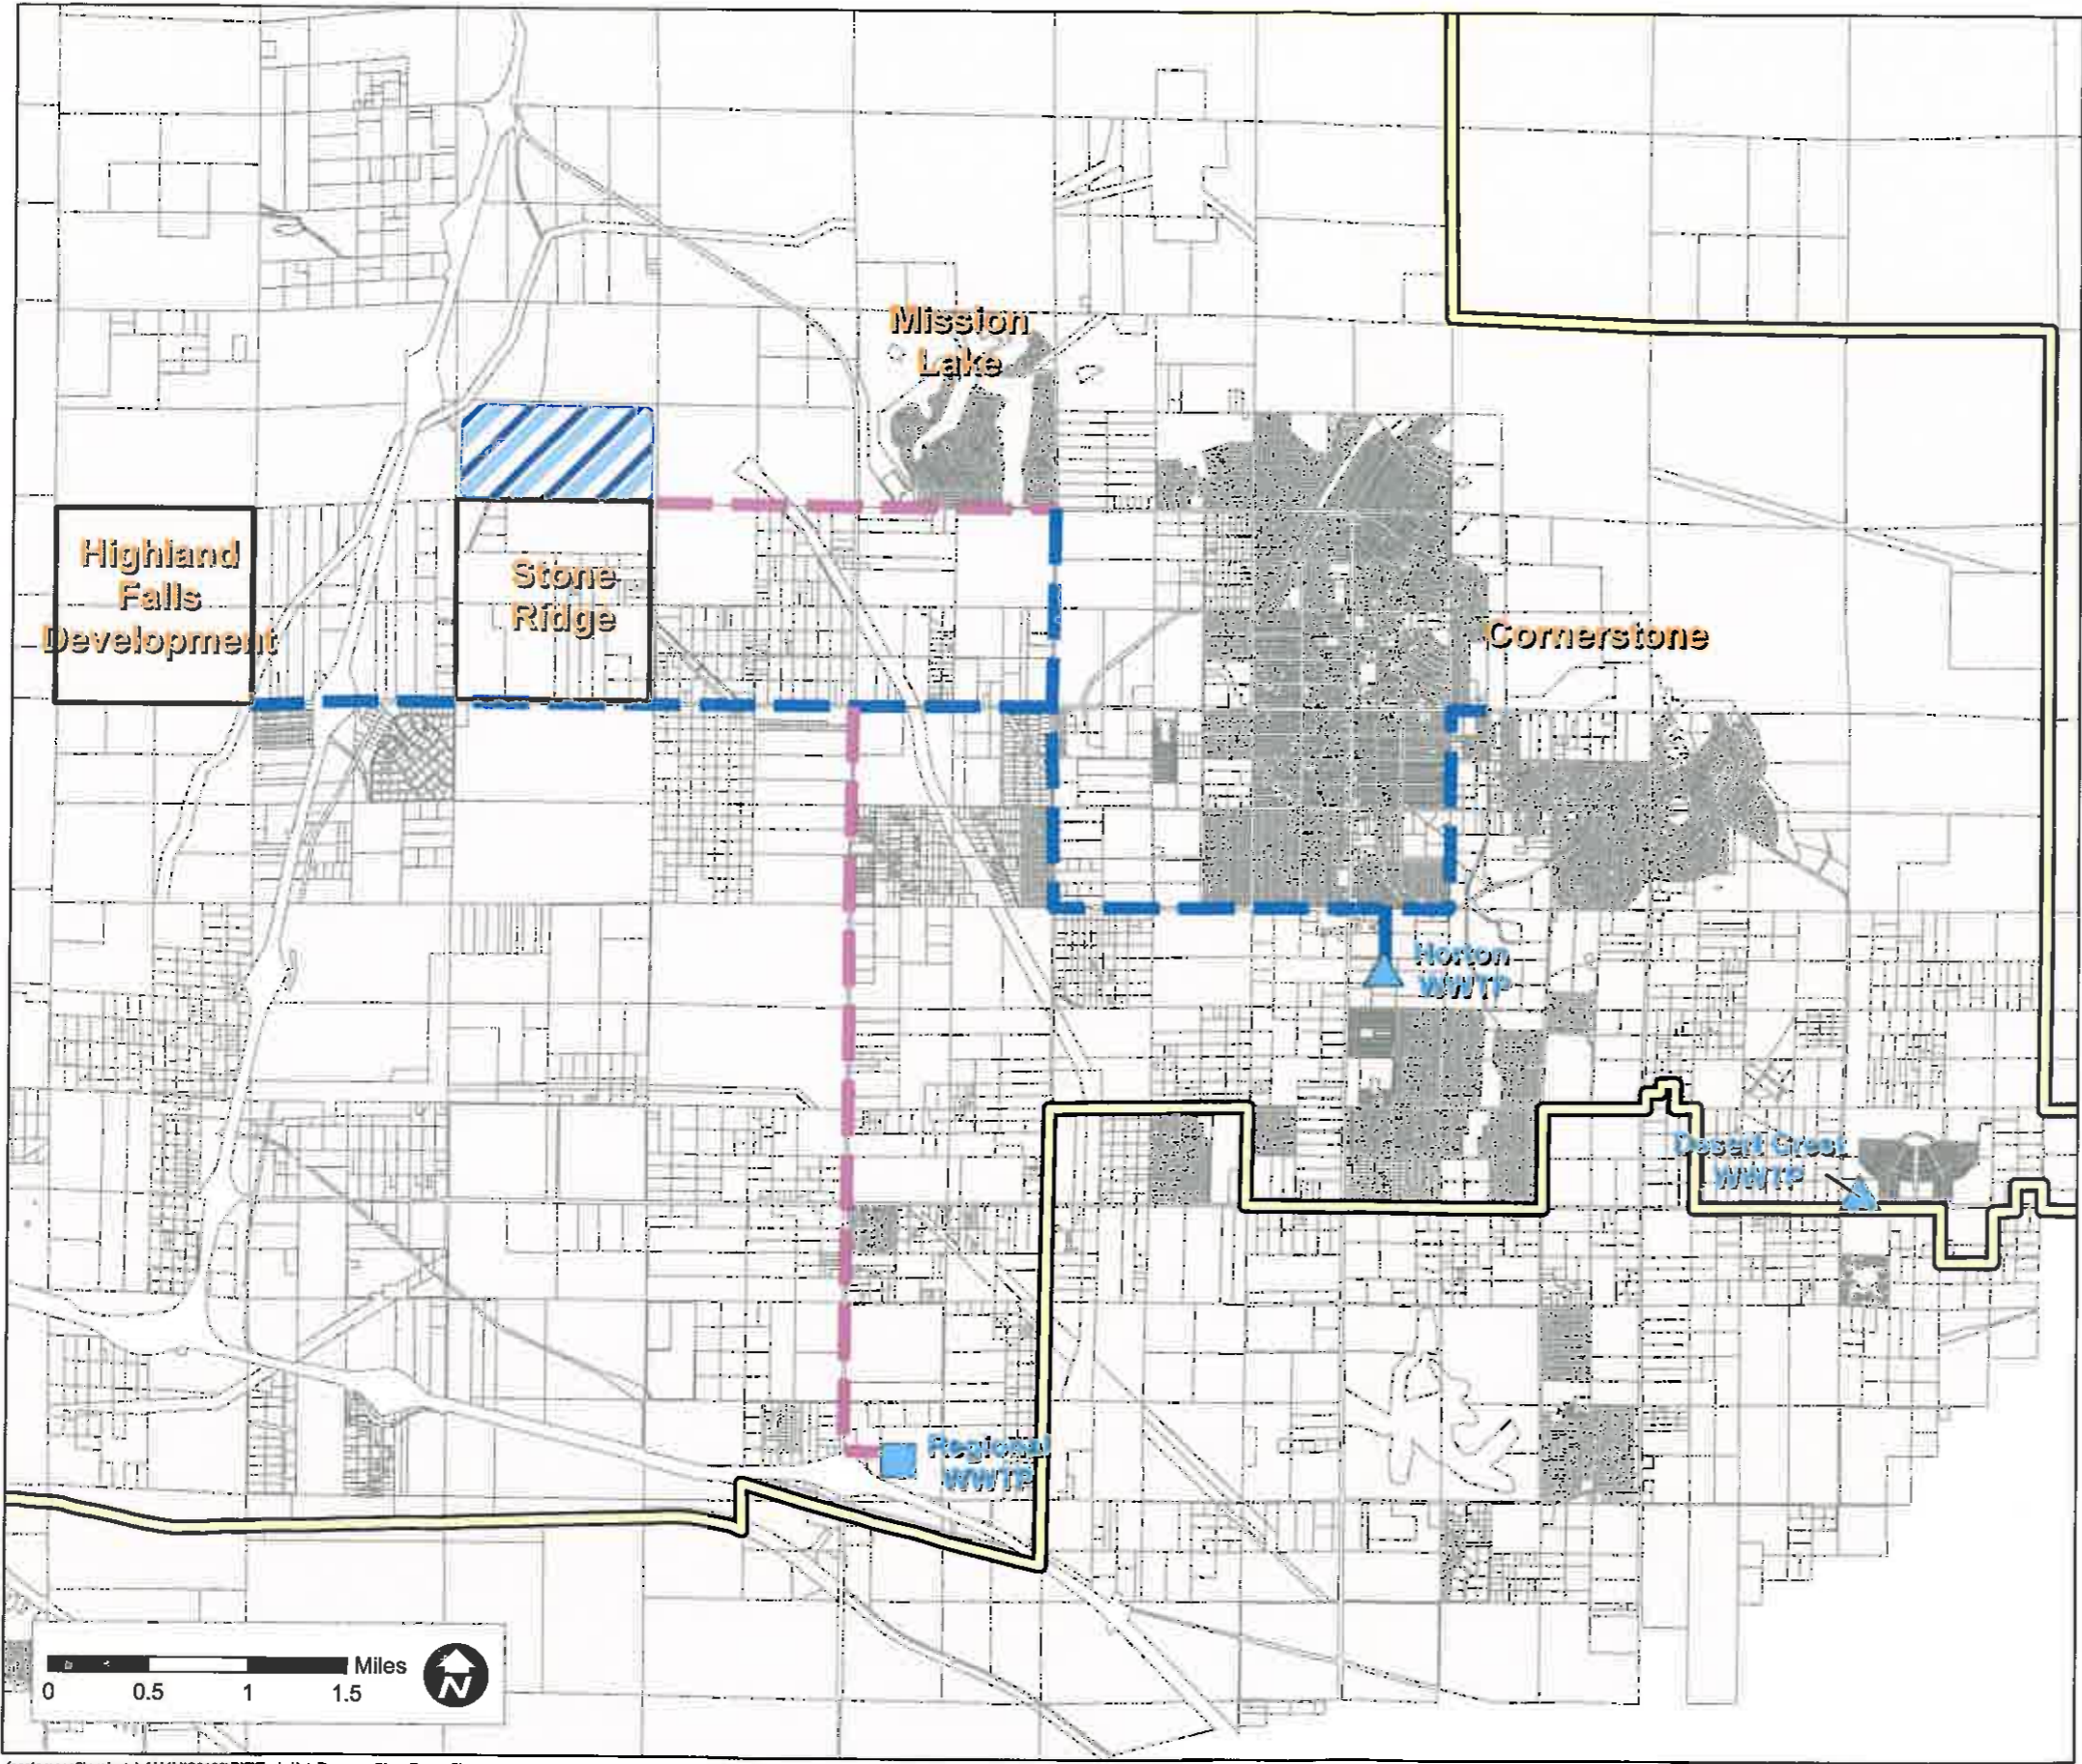 Mission
Lake
Highland
Falls
Development
Stone
Ridge
Cornerstone
Horton
WWTP
Desert Crest
WWTP
Regional
WWTP
Miles
0 0.5 1 1.5
N